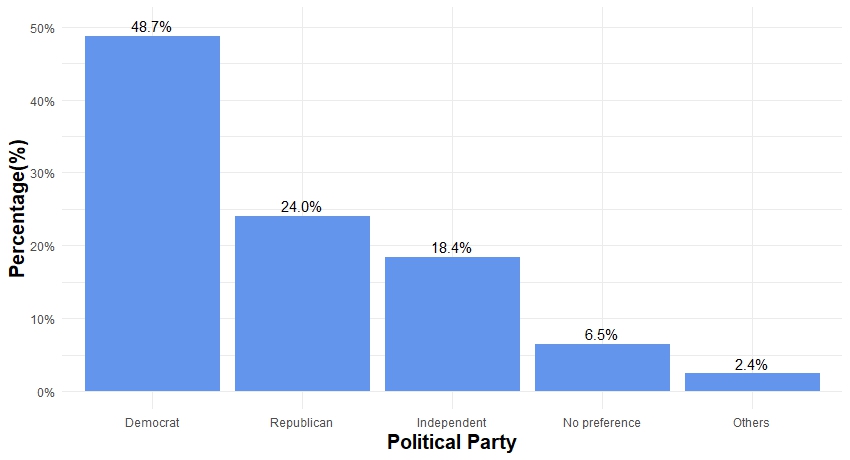 48.7%
50%
40%
30%
24.0%
20%
18.4%
10%
6.5%
2.4%
0%
Percentage(%)
Democrat
Republican
Independent
No preference
Others
Political Party